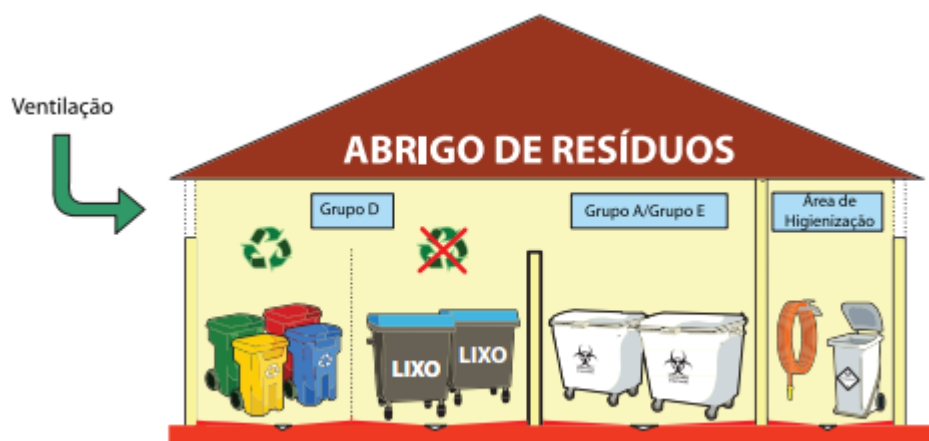 Ventilação
ABRIGO DE RESÍDUOS
Grupo D
Grupo A/Grupo E
Área de
Higienização
LIXO
LIXO